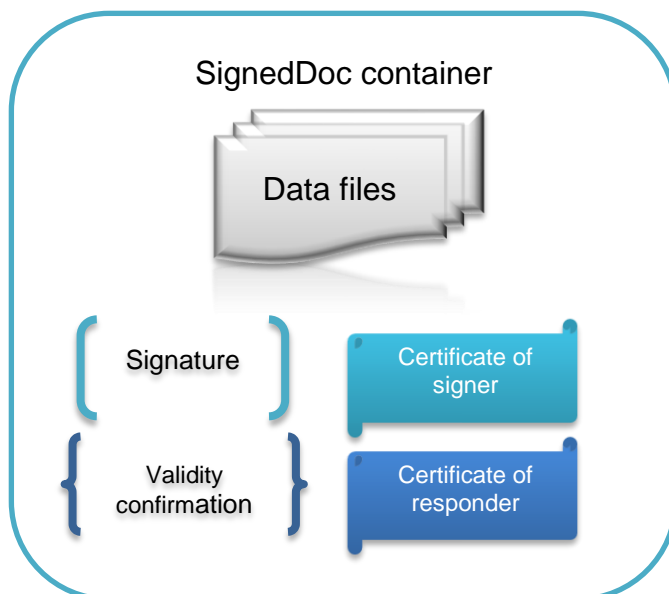 SignedDoc container
Data files
Signature
Certificate of
signer
Validity
confirmation
Certificate of
responder